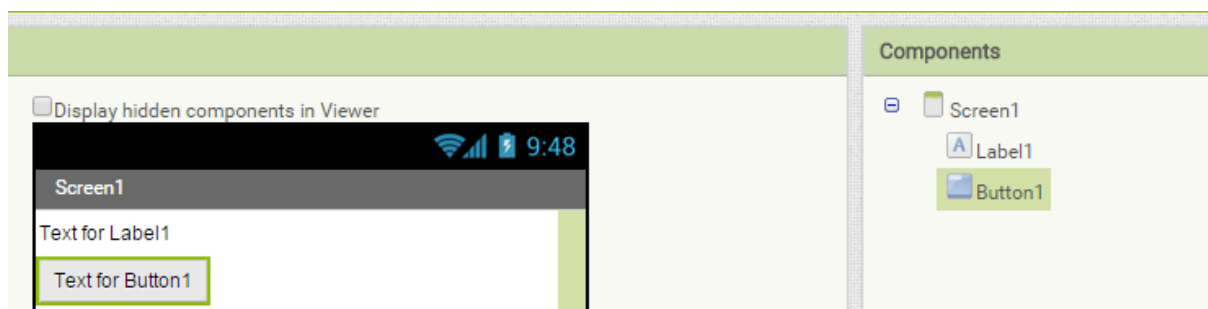 Components
Display hidden components in Viewer
9:48
Screen1
Text for Label1
Text for Button1
Screen1
A Label1
Button1